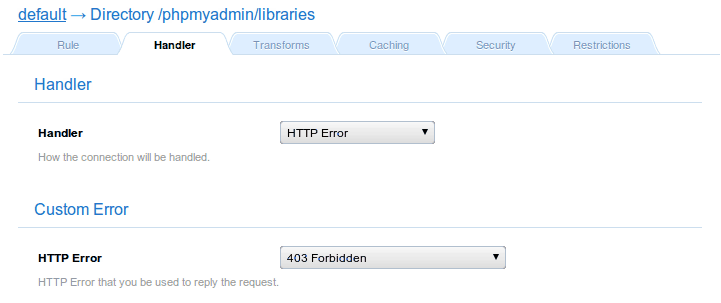 default → Directory /phpmyadmin/libraries
Rule Handler Transforms Caching Security Restrictions
Handler
Handler HTTP Error
How the connection will be handled.
Custom Error
HTTP Error 403 Forbidden
HTTP Error that you be used to reply the request.